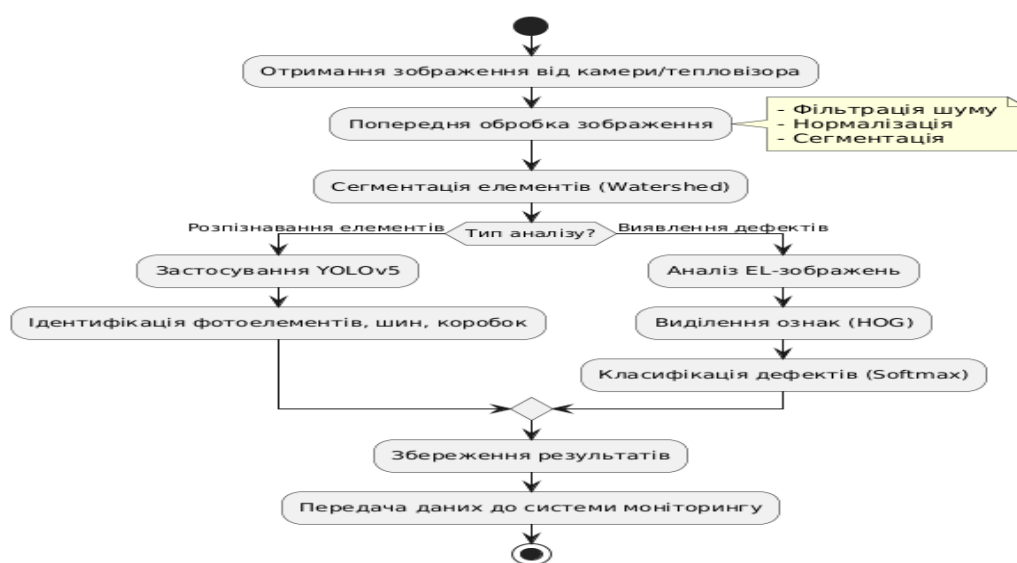 Отримання зображення від камери/тепловізора
Попередня обробка зображення
- Фільтрація шуму
- Нормалізація
- Сегментація
Сегментація елементів (Watershed)
Тип аналізу?
Розпізнавання елементів
Виявлення дефектів
Застосування YOLOv5
Аналіз EL-зображень
Ідентифікація фотоелементів, шин, коробок
Виділення ознак (HOG)
Класифікація дефектів (Softmax)
Збереження результатів
Передача даних до системи моніторингу